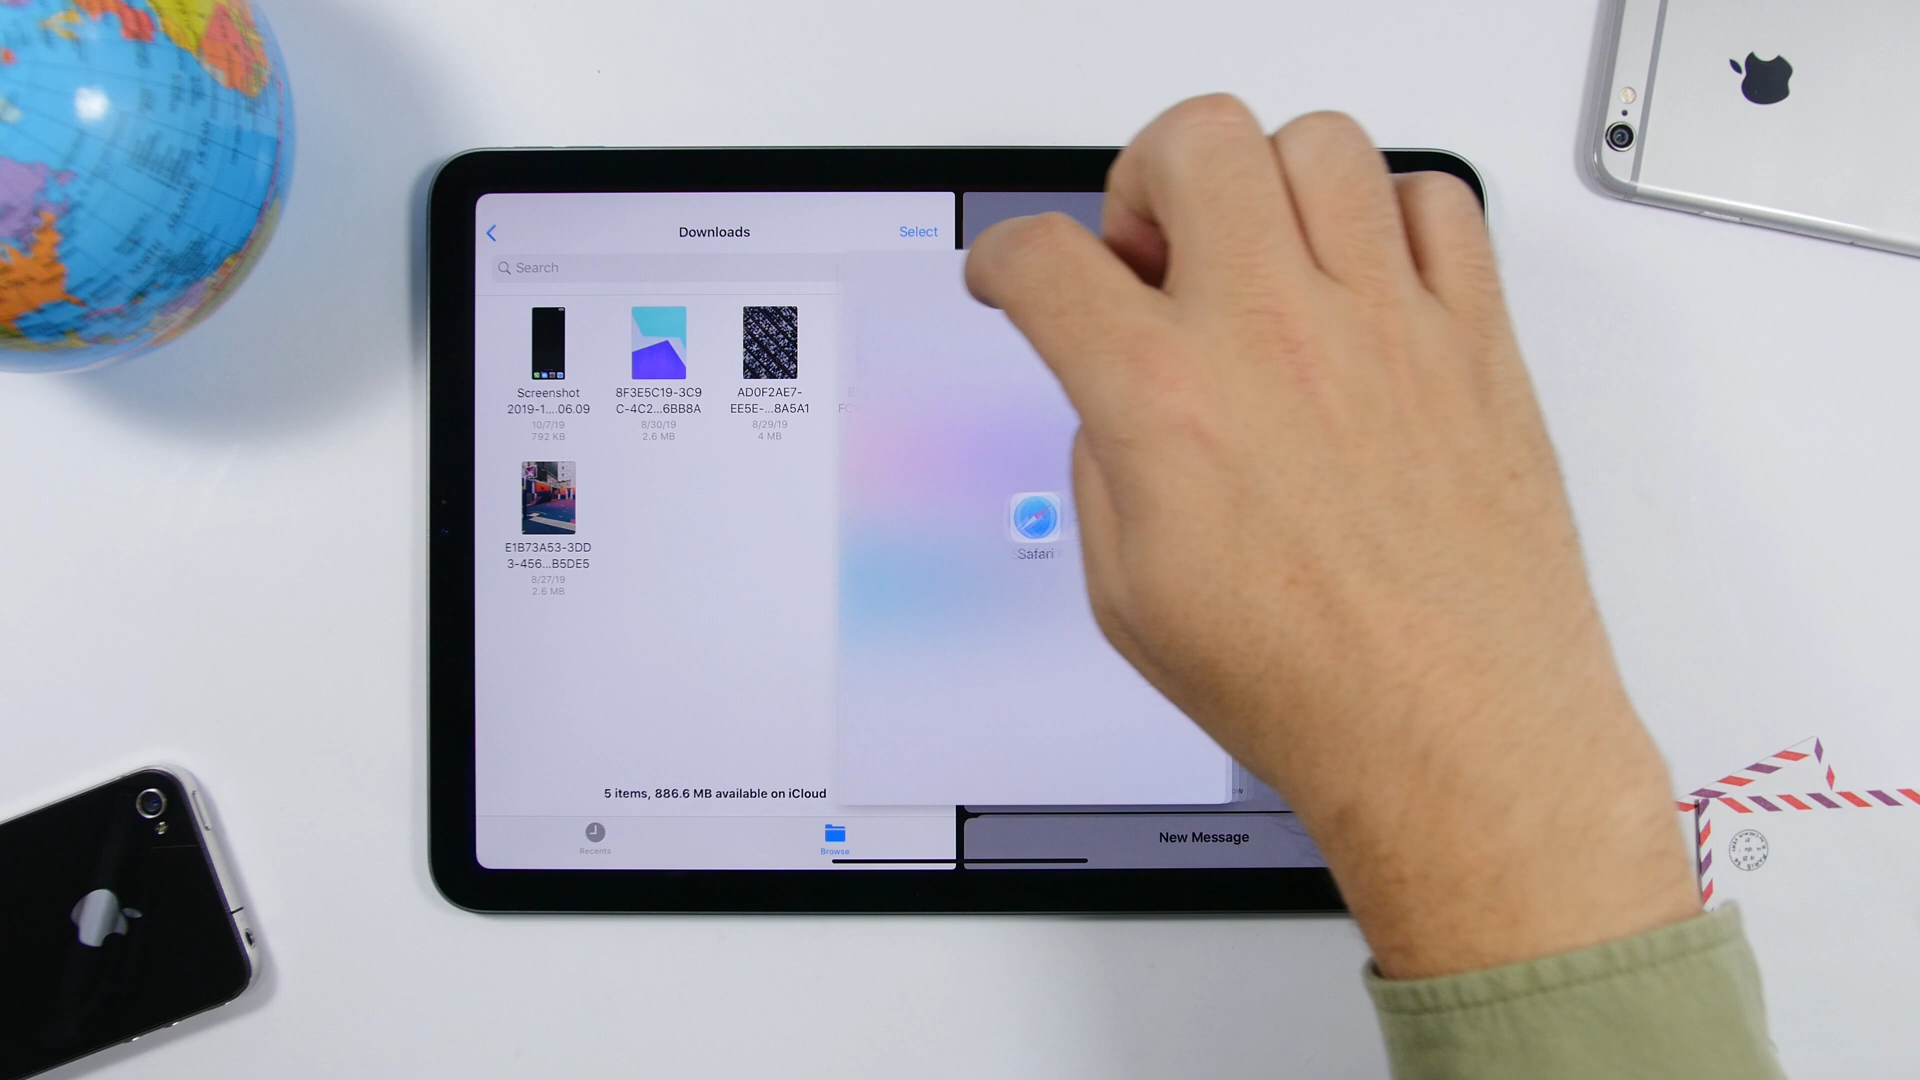 Downloads
Select
Search
Screenshot
2019-1....06.09
10/7/19
792 KB
8F3E5C19-3C9
C-4C2...6BB8A
8/30/19
2.6 MB
AD0F2AE7-
EE5E-...8A5A1
8/29/19
4 MB
E1B73A53-3DD
3-456...B5DE5
8/27/19
2.6 MB
Safari
5 items, 886.6 MB available on iCloud
Recents
Browse
New Message